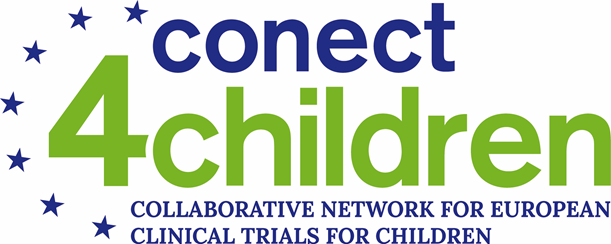 conect
4children
COLLABORATIVE NETWORK FOR EUROPEAN
CLINICAL TRIALS FOR CHILDREN